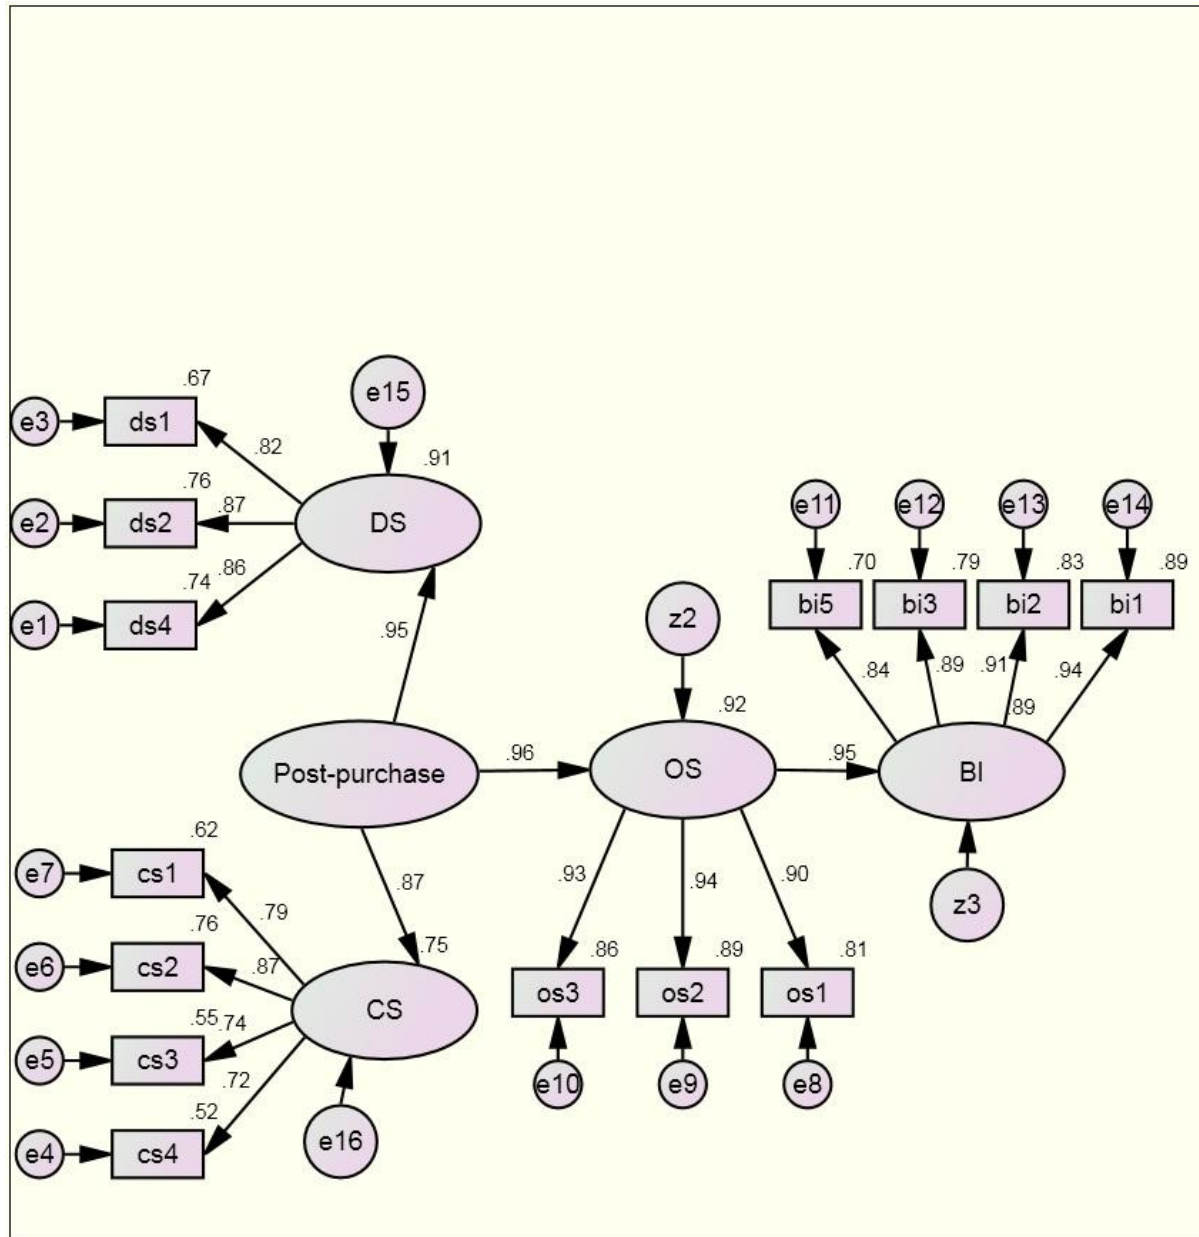 .67
e15
e3
ds1
.82
.91
.76
e11
e12
e13
e14
e2
ds2
.87
DS
.70
.79
.83
.89
.74
.86
bi5
bi3
bi2
bi1
e1
ds4
z2
.95
.84
.89
.91
.94
.92
.89
Post-purchase
.96
OS
.95
BI
.62
e7
cs1
.93
.94
.90
.87
z3
.79
.76
.75
.86
.89
.81
e6
cs2
.87
os3
os2
os1
CS
.55
.74
e5
cs3
.72
e10
e9
e8
.52
e16
e4
cs4